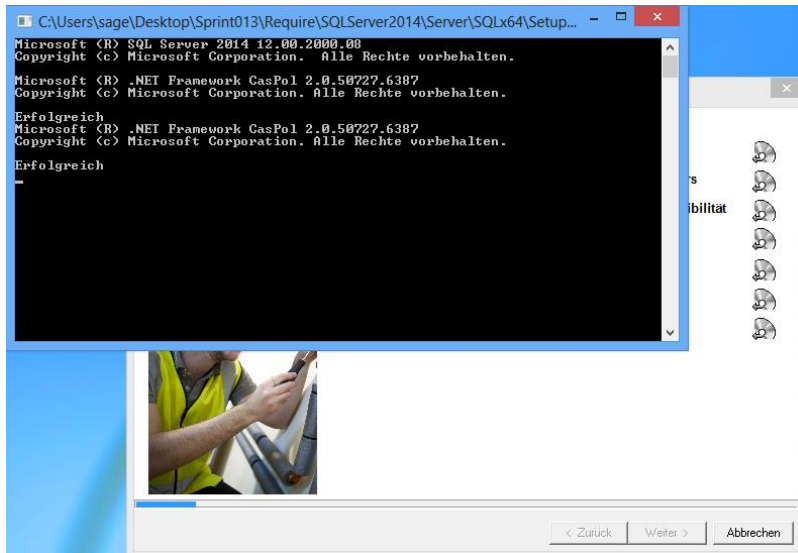 C:\Users\sage\Desktop\Sprint013\Require\SQLServer2014\Server\SQLx64\Setup...
Microsoft (R) SQL Server 2014 12.00.2000.08
Copyright (c) Microsoft Corporation.  Alle Rechte vorbehalten.
Microsoft (R) .NET Framework CasPol 2.0.50727.6387
Copyright (c) Microsoft Corporation. Alle Rechte vorbehalten.
Erfolgreich
Microsoft (R) .NET Framework CasPol 2.0.50727.6387
Copyright (c) Microsoft Corporation. Alle Rechte vorbehalten.
Erfolgreich
rs
ibilität
< Zurück
Weiter >
Abbrechen